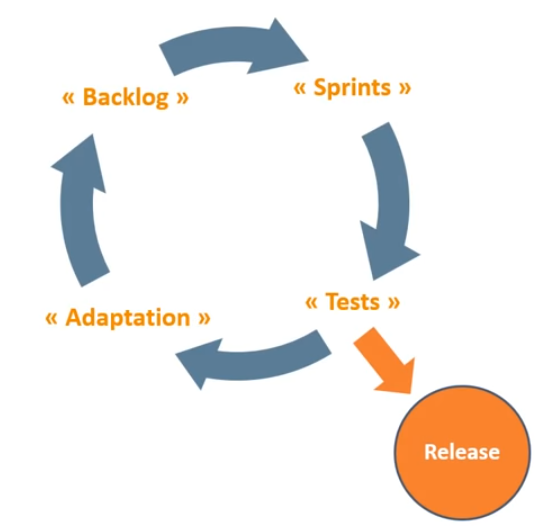 « Backlog »
« Sprints »
« Adaptation »
« Tests »
Release